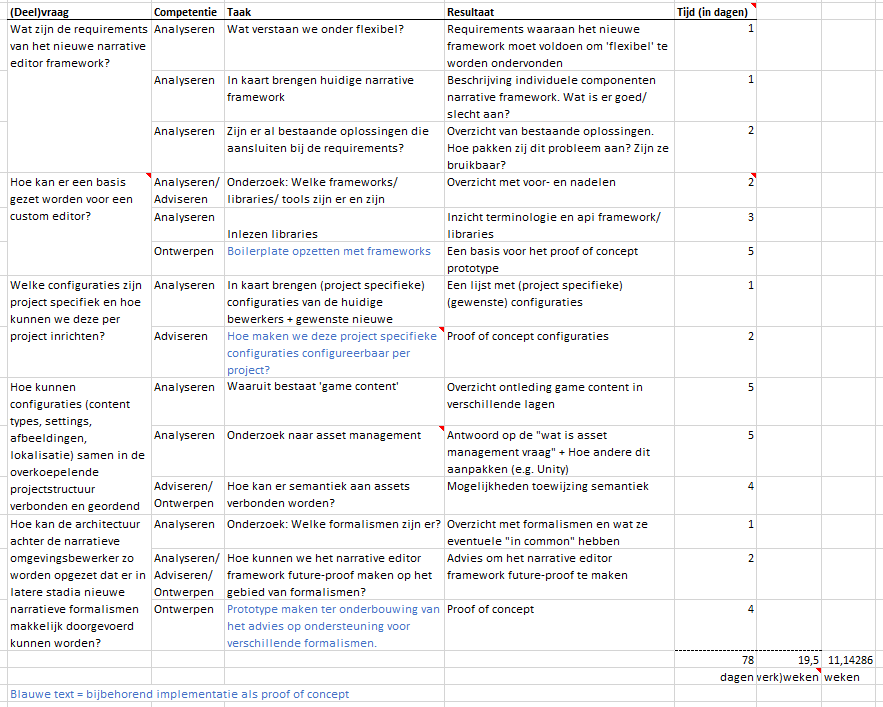 (Deel)vraag Competentie Taak Resultaat Tijd (in dagen)
Wat zijn de requirements Analyseren Wat verstaan we onder flexibel? Requirements waaraan het nieuwe 1
van het nieuwe narrative framework moet voldoen om 'flexibel' te
editor framework? worden ondervonden
Analyseren In kaart brengen huidige narrative Beschrijving individuele componenten 1
framework narrative framework. Wat is er goed/
slecht aan?
Analyseren Zijn er al bestaande oplossingen die Overzicht van bestaande oplossingen. 2
aansluiten bij de requirements? Hoe pakken zij dit probleem aan? Zijn ze
bruikbaar?
Hoe kan er een basis Analyseren/ Onderzoek: Welke frameworks/ Overzicht met voor- en nadelen 2
gezet worden voor een Adviseren libraries/ tools zijn er en zijn
custom editor? Analyseren Inzicht terminologie en api framework/ 3
Inlezen libraries libraries
Ontwerpen Boilerplate opzetten met frameworks Een basis voor het proof of concept 5
prototype
Welke configuraties zijn Analyseren In kaart brengen (project specifieke) Een lijst met (project specifieke) 1
project specifiek en hoe configuraties van de huidige (gewenste) configuraties
kunnen we deze per bewerkers + gewenste nieuwe
project inrichten? Adviseren Hoe maken we deze project specifieke Proof of concept configuraties 2
configuraties configureerbaar per
project?
Hoe kunnen Analyseren Waaruit bestaat 'game content' Overzicht ontleding game content in 5
configuraties (content verschillende lagen
types, settings,
afbeeldingen, Analyseren Onderzoek naar asset management Antwoord op de "wat is asset 5
lokalisatie) samen in de management vraag" + Hoe andere dit
overkoepelende aanpakken (e.g. Unity)
projectstructuur Adviseren/ Hoe kan er semantiek aan assets Mogelijkheden toewijzing semantiek 4
verbonden en geordend Ontwerpen verbonden worden?
Hoe kan de architectuur Analyseren Onderzoek: Welke formalismen zijn er? Overzicht met formalismen en wat ze 1
achter de narratieve eventuele "in common" hebben
omgevingsbewerker zo Analyseren/ Hoe kunnen we het narrative editor Advies om het narrative editor 2
worden opgezet dat er in Adviseren/ framework future-proof maken op het framework future-proof te maken
latere stadia nieuwe Ontwerpen gebied van formalismen?
narratieve formalismen Ontwerpen Prototype maken ter onderbouwing van Proof of concept 4
makkelijk doorgevoerd het advies op ondersteuning voor
kunnen worden? verschillende formalismen.
78 19,5 11,14286
dagen verk)weken weken
Blauwe text = bijbehorend implementatie als proof of concept